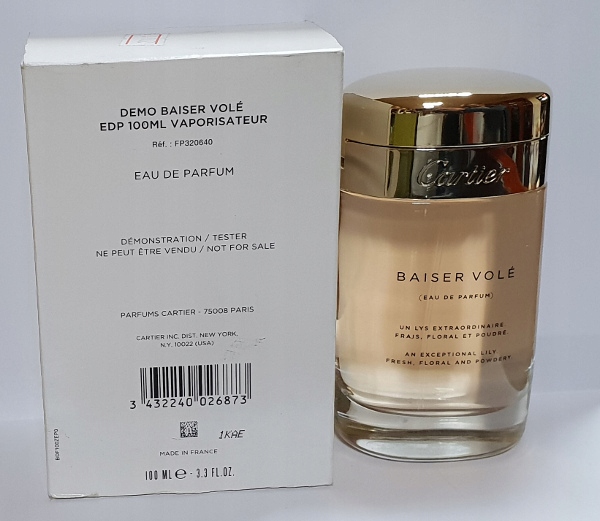 DEMO BAISER VOLÉ
EDP 100ML VAPORISATEUR
Réf. : FP320640
EAU DE PARFUM
DÉMONSTRATION / TESTER
NE PEUT ÊTRE VENDU / NOT FOR SALE
PARFUMS CARTIER - 75008 PARIS
CARTIER INC. DIST. NEW YORK,
N.Y. 10022 (USA)
3 432240 026873
1KAE
MADE IN FRANCE
100 ML e - 3.3 FL.OZ.
Cartier
BAISER VOLÉ
(EAU DE PARFUM)
UN LYS EXTRAORDINAIRE
FRAIS, FLORAL ET POUDRÉ.
AN EXCEPTIONAL LILY
FRESH, FLORAL AND POWDERY